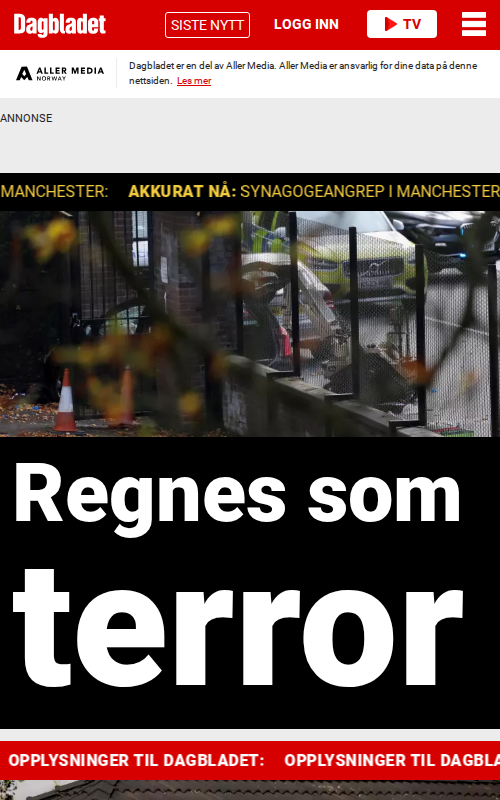 Dagbladet
SISTE NYTT
LOGG INN
TV
ALLER MEDIA
NORWAY
Dagbladet er en del av Aller Media. Aller Media er ansvarlig for dine data på denne
nettsiden. Les mer
ANNONSE
MANCHESTER: AKKURAT NÅ: SYNAGOGEANGREP I MANCHESTER
Regnes som
terror
OPPLYSNINGER TIL DAGBLADET: OPPLYSNINGER TIL DAGBLA